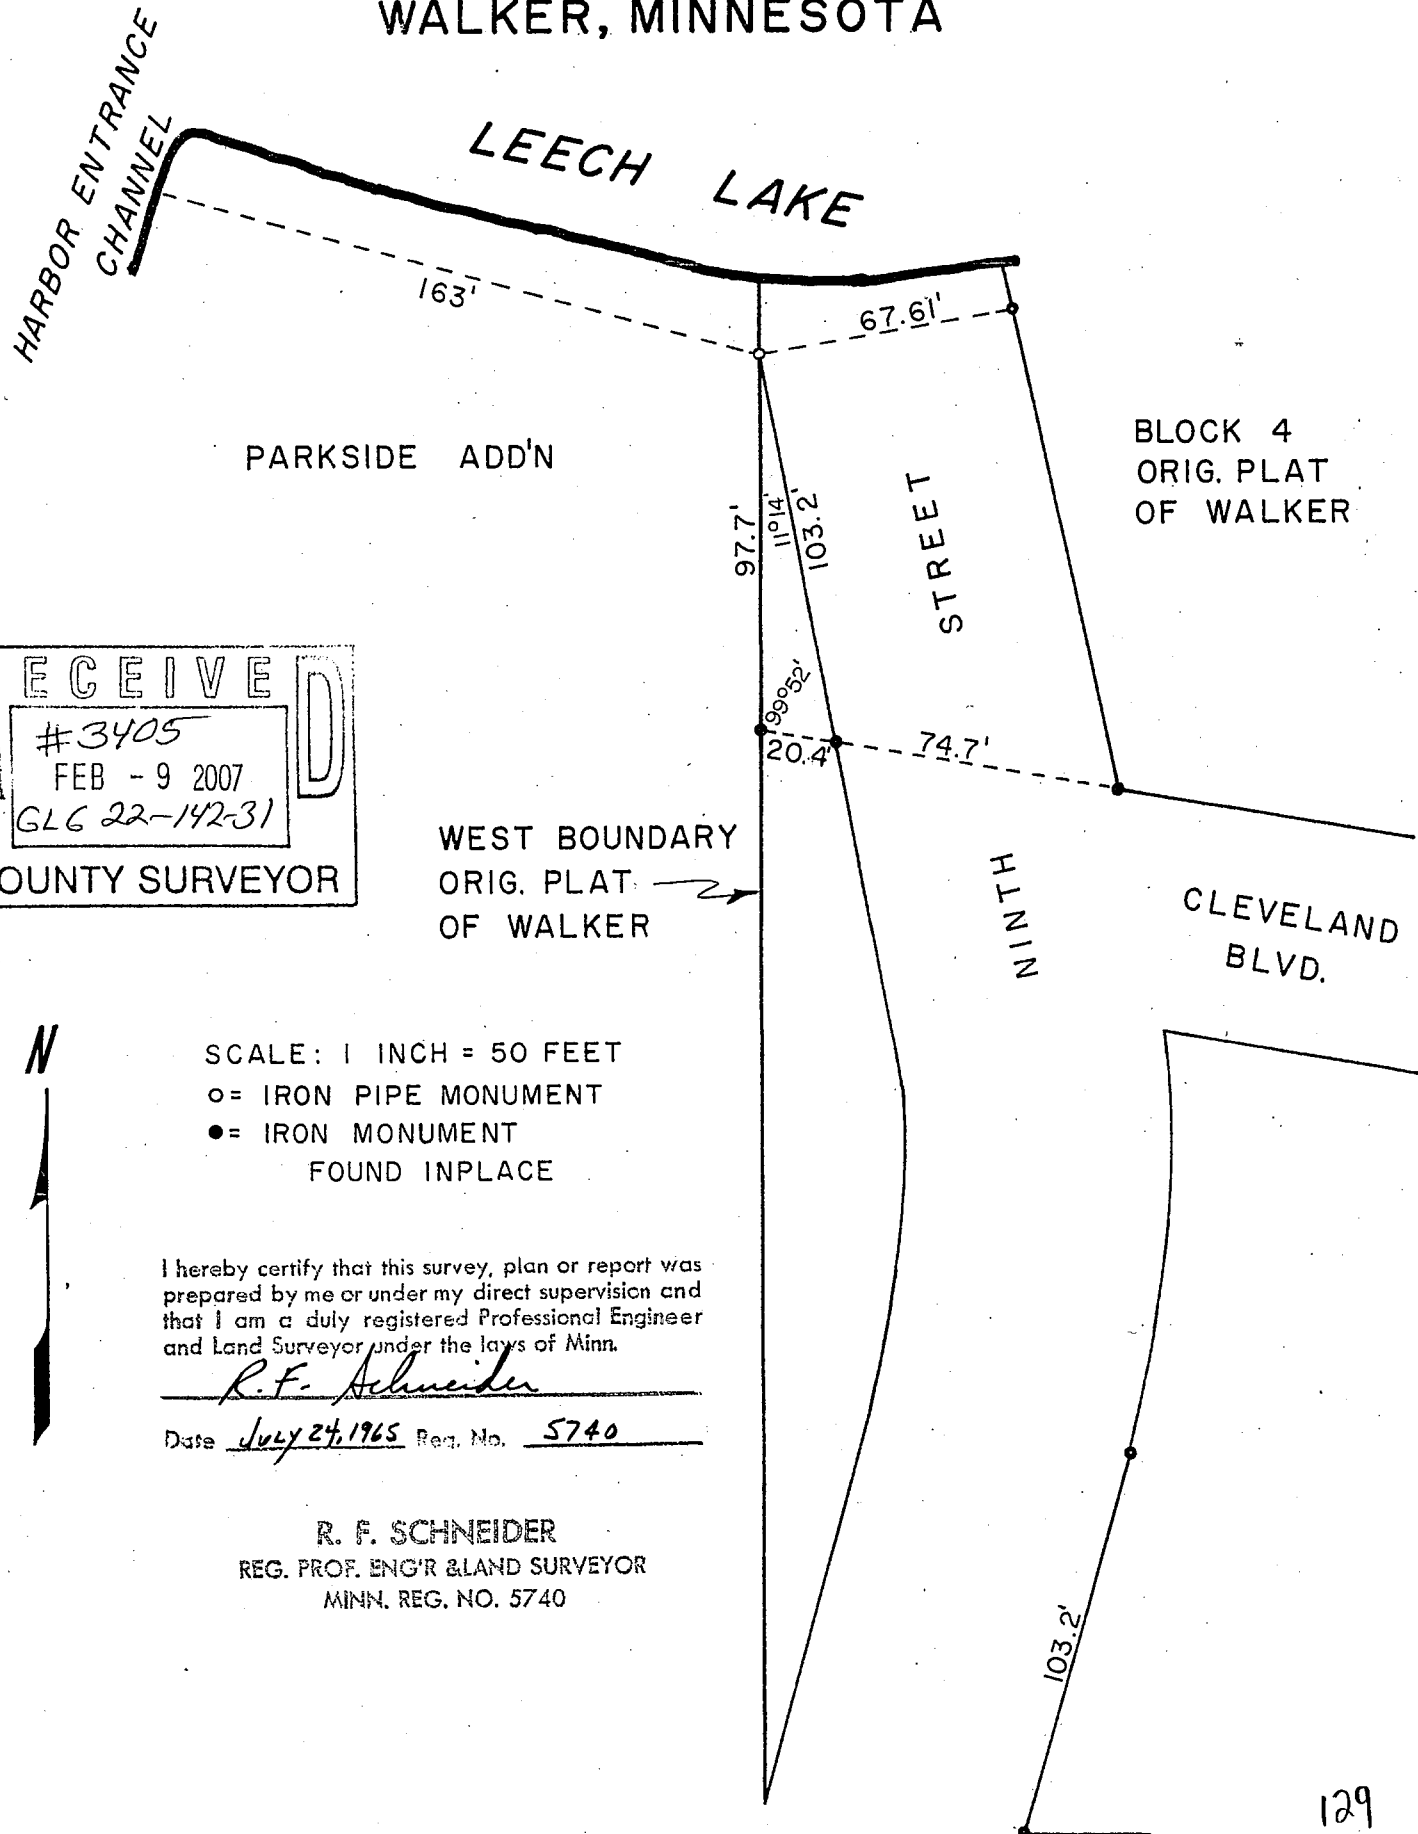 WALKER, MINNESOTA
HARBOR ENTRANCE
CHANNEL
LEECH LAKE
163'
67.61'
PARKSIDE ADD'N
BLOCK 4
ORIG. PLAT
OF WALKER
97.7'
11°14'
103.2'
STREET
99°52'
20.4'
74.7'
ECEIVED
#3405
FEB - 9 2007
GLG 22-142-31
OUNTY SURVEYOR
WEST BOUNDARY
ORIG. PLAT
OF WALKER
NINTH
CLEVELAND
BLVD.
N
SCALE: 1 INCH = 50 FEET
o= IRON PIPE MONUMENT
●= IRON MONUMENT
FOUND INPLACE
I hereby certify that this survey, plan or report was
prepared by me or under my direct supervision and
that I am a duly registered Professional Engineer
and Land Surveyor under the laws of Minn.
R.F. Schneider
Date JULY 24, 1965 Reg. No. 5740
R. F. SCHNEIDER
REG. PROF. ENG'R & LAND SURVEYOR
MINN. REG. NO. 5740
103.2'
129